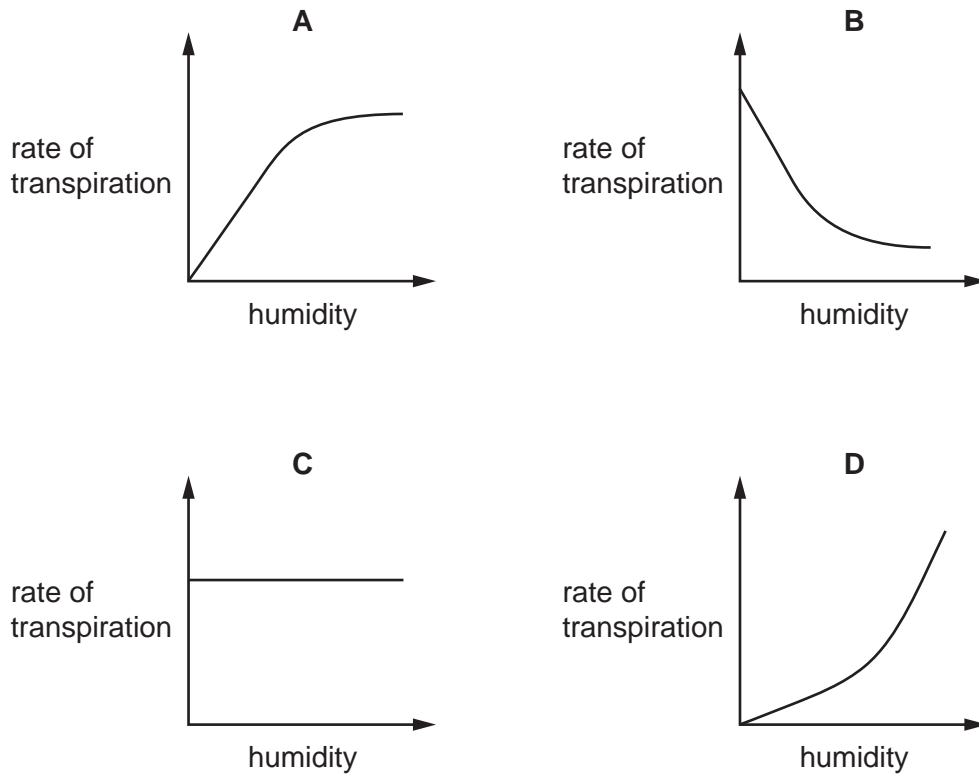 A
rate of
transpiration
humidity
B
rate of
transpiration
humidity
C
rate of
transpiration
humidity
D
rate of
transpiration
humidity